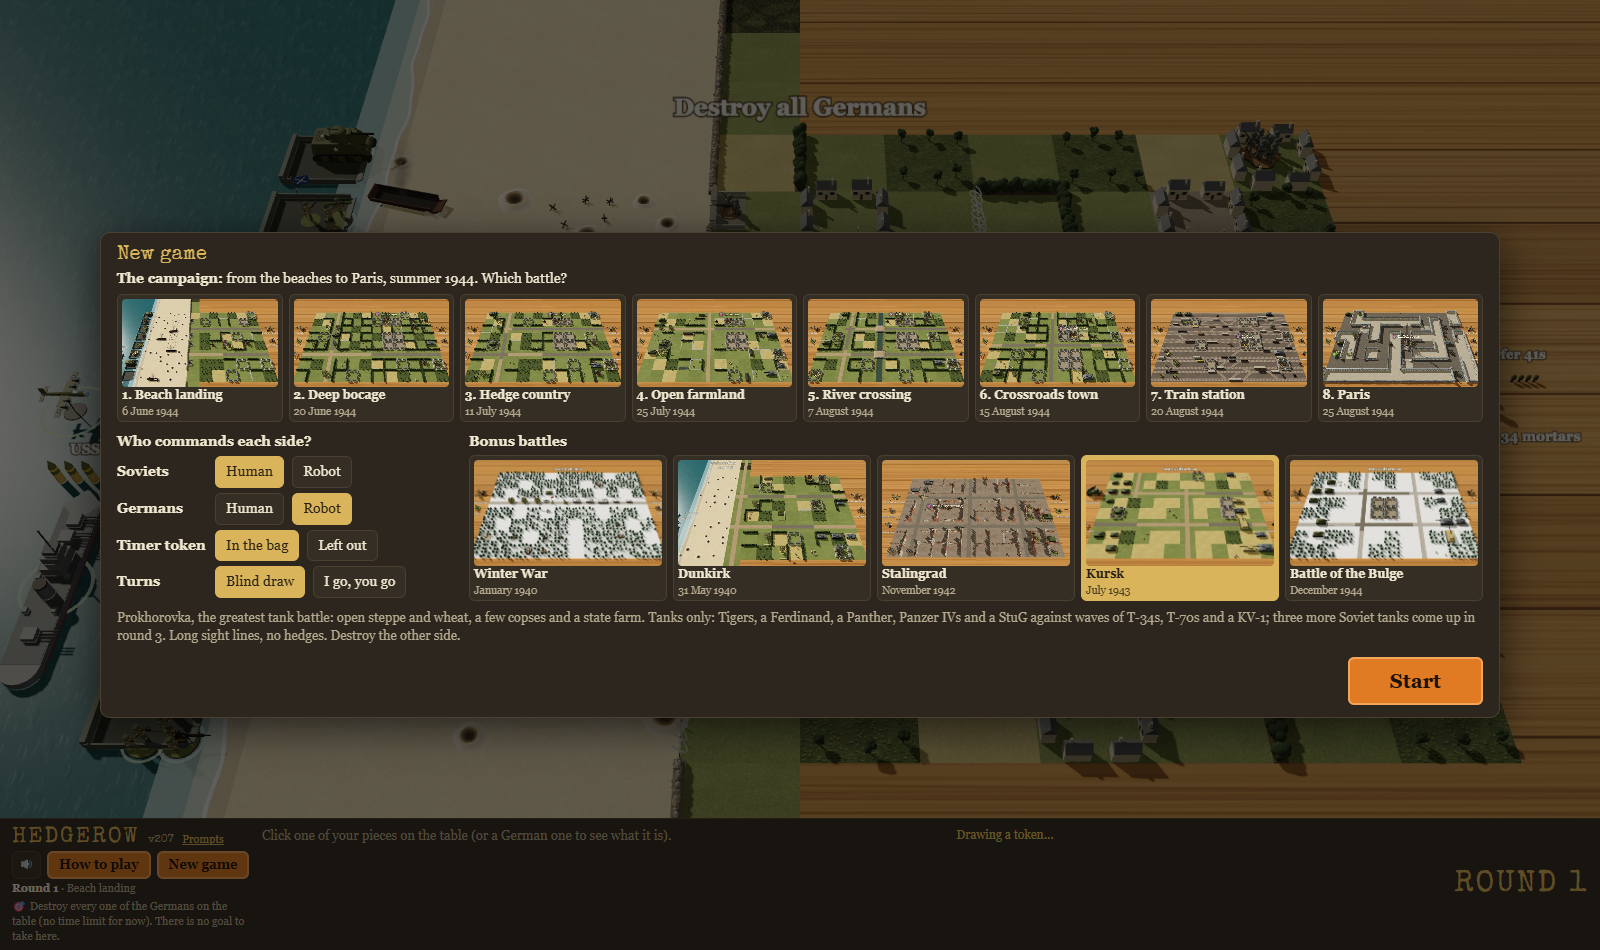 Destroy all Germans
New game
The campaign: from the beaches to Paris, summer 1944. Which battle?
1. Beach landing
6 June 1944
2. Deep bocage
20 June 1944
3. Hedge country
11 July 1944
4. Open farmland
25 July 1944
5. River crossing
7 August 1944
6. Crossroads town
15 August 1944
7. Train station
20 August 1944
8. Paris
25 August 1944
fer 41s
34 mortars
USS
Who commands each side?
Soviets Human Robot
Germans Human Robot
Timer token In the bag Left out
Turns Blind draw I go, you go
Bonus battles
Winter War
January 1940
Dunkirk
31 May 1940
Stalingrad
November 1942
Kursk
July 1943
Battle of the Bulge
December 1944
Prokhorovka, the greatest tank battle: open steppe and wheat, a few copses and a state farm. Tanks only: Tigers, a Ferdinand, a Panther, Panzer IVs and a StuG against waves of T-34s, T-70s and a KV-1; three more Soviet tanks come up in
round 3. Long sight lines, no hedges. Destroy the other side.
Start
HEDGEROW v207 Prompts
How to play New game
Round 1 · Beach landing
Destroy every one of the Germans on the
table (no time limit for now). There is no goal to
take here.
Click one of your pieces on the table (or a German one to see what it is).
Drawing a token...
ROUND 1